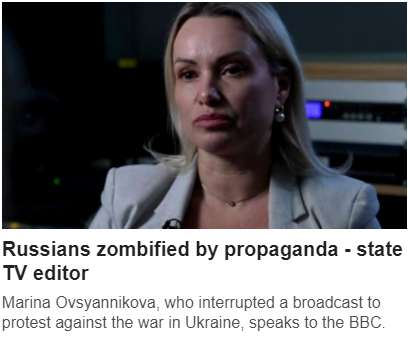 Russians zombified by propaganda - state
TV editor
Marina Ovsyannikova, who interrupted a broadcast to
protest against the war in Ukraine, speaks to the BBC.